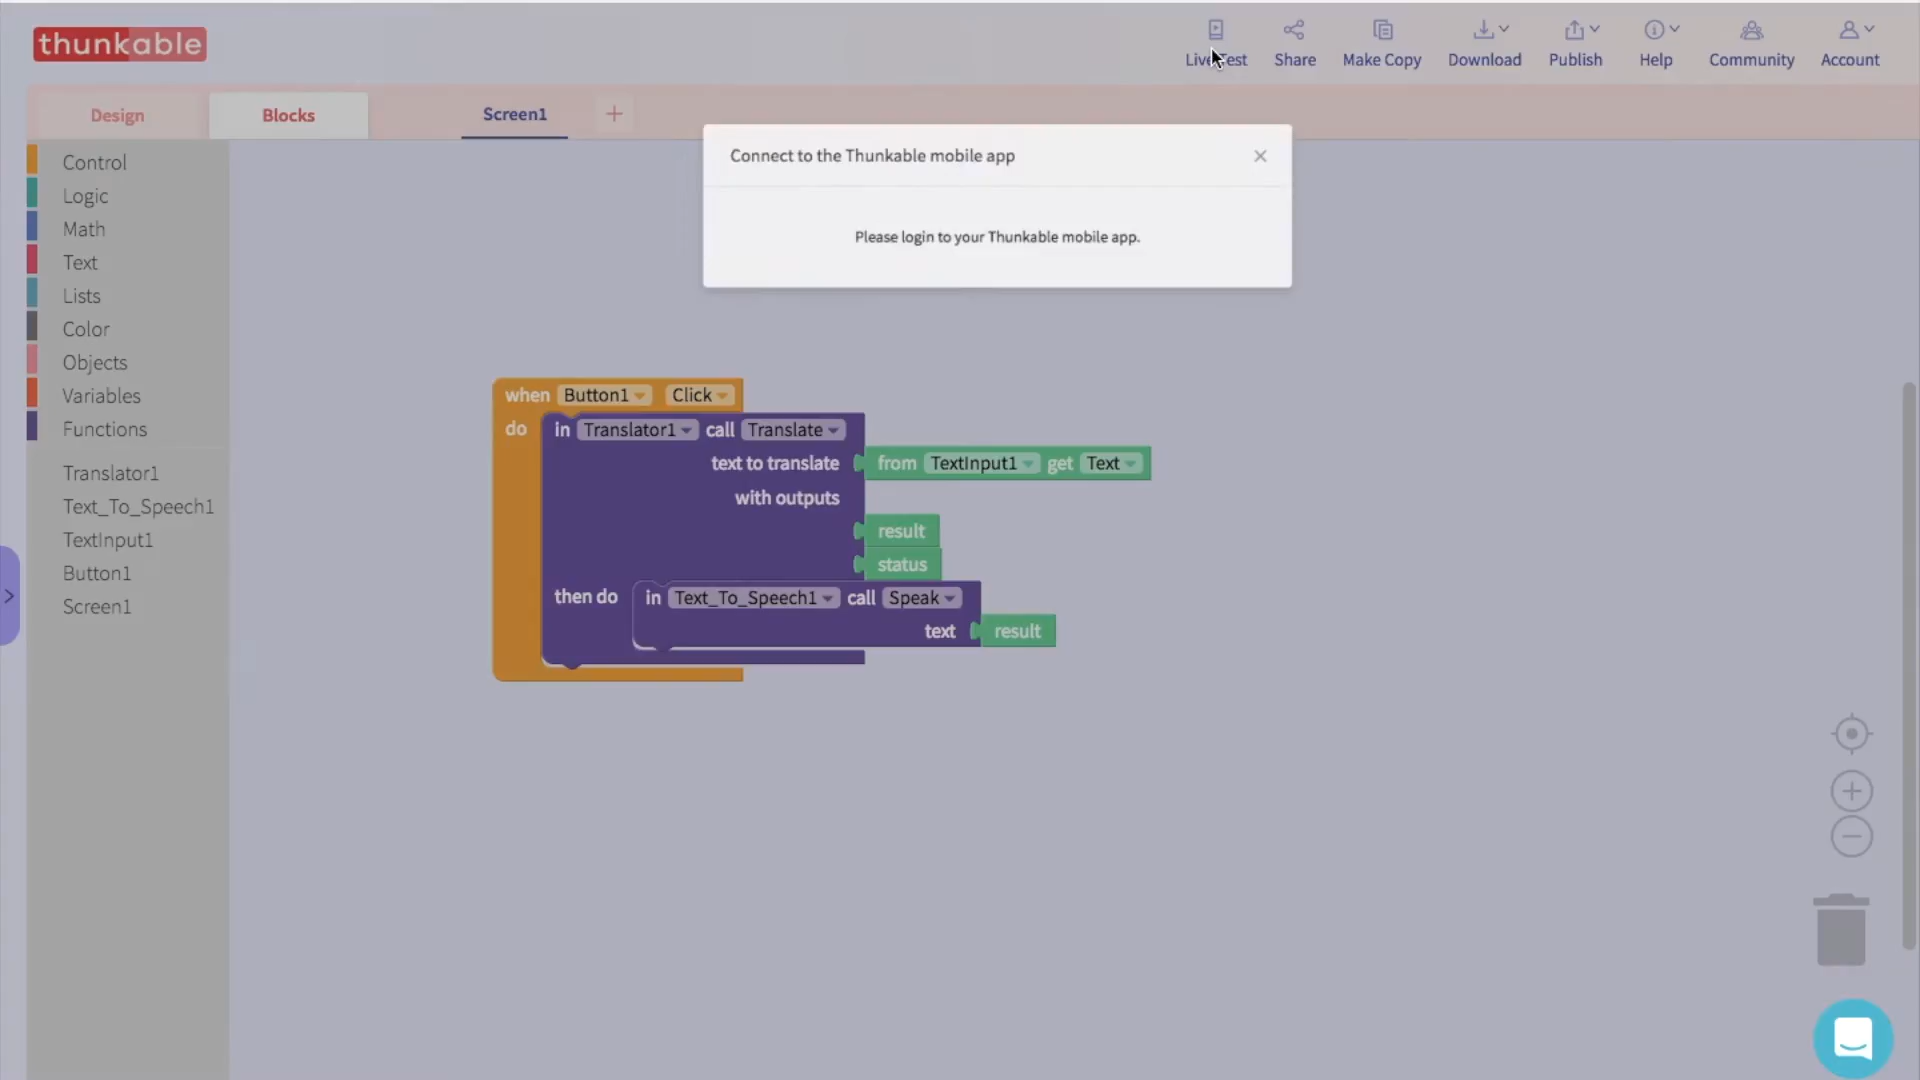 thunkable
Live Test
Share
Make Copy
Download
Publish
Help
Community
Account
Design
Blocks
Screen1
Connect to the Thunkable mobile app
Please login to your Thunkable mobile app.
Control
Logic
Math
Text
Lists
Color
Objects
Variables
Functions
Translator1
Text_To_Speech1
TextInput1
Button1
Screen1
when Button1 Click
do in Translator1 call Translate
text to translate from TextInput1 get Text
with outputs
result
status
then do in Text_To_Speech1 call Speak
text result